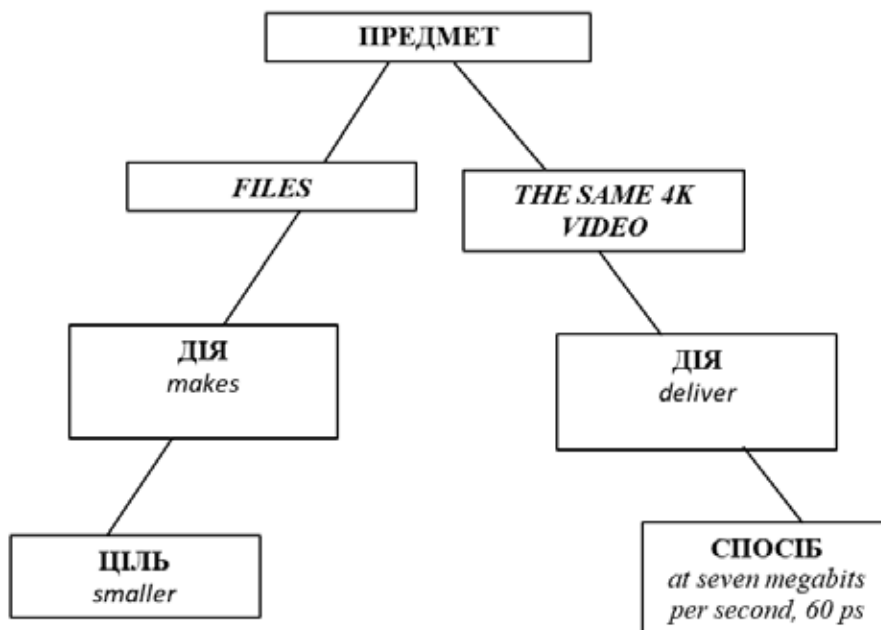 ПРЕДМЕТ
FILES
THE SAME 4K
VIDEO
ДІЯ
makes
ДІЯ
deliver
ЦІЛЬ
smaller
СПОСІБ
at seven megabits
per second, 60 ps